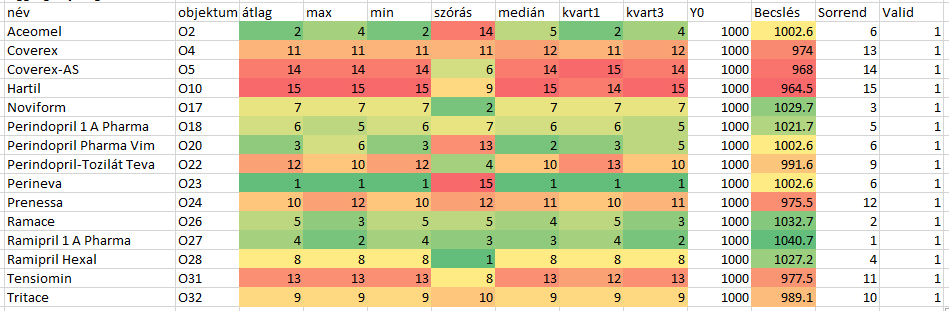 név objektum átlag max min szórás medián kvart1 kvart3 Y0 Becslés Sorrend Valid
Aceomel O2 2 4 2 14 5 2 4 1000 1002.6 6 1
Coverex O4 11 11 11 11 12 11 12 1000 974 13 1
Coverex-AS O5 14 14 14 6 14 15 14 1000 968 14 1
Hartil O10 15 15 15 9 15 14 15 1000 964.5 15 1
Noviform O17 7 7 7 2 7 7 7 1000 1029.7 3 1
Perindopril 1 A Pharma O18 6 5 6 7 6 6 5 1000 1021.7 5 1
Perindopril Pharma Vim O20 3 6 3 13 2 3 5 1000 1002.6 6 1
Perindopril-Tozilát Teva O22 12 10 12 4 10 13 10 1000 991.6 9 1
Perineva O23 1 1 1 15 1 1 1 1000 1002.6 6 1
Prenessa O24 10 12 10 12 11 10 11 1000 975.5 12 1
Ramace O26 5 3 5 5 4 5 3 1000 1032.7 2 1
Ramipril 1 A Pharma O27 4 2 4 3 3 4 2 1000 1040.7 1 1
Ramipril Hexal O28 8 8 8 1 8 8 8 1000 1027.2 4 1
Tensiomin O31 13 13 13 8 13 12 13 1000 977.5 11 1
Tritace O32 9 9 9 10 9 9 9 1000 989.1 10 1